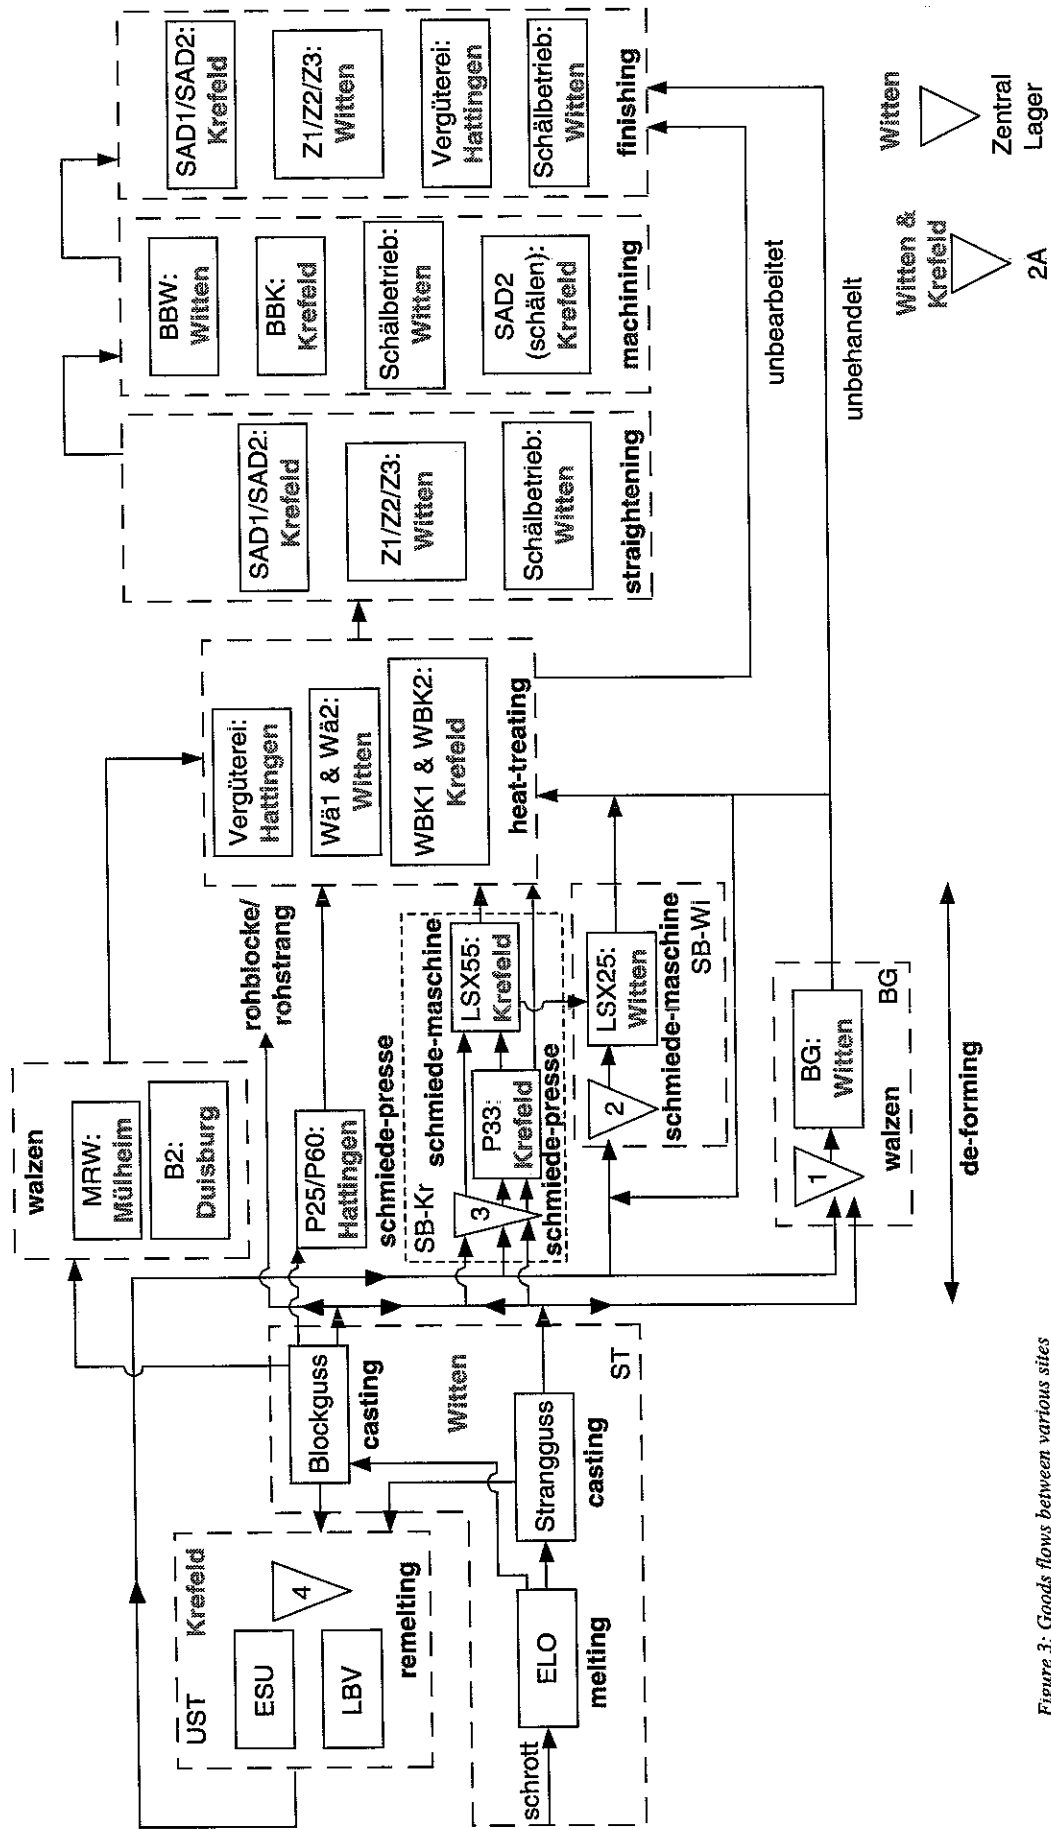 UST
Krefeld
ESU
LBV
4
remelting
schrott
ELO
melting
Blockguss
casting
Witten
Strangguss
casting
ST
walzen
MRW:
Mülheim
B2:
Duisburg
rohblocke/
rohstrang
P25/P60:
Hattingen
schmiede-presse
SB-Kr
schmiede-maschine
3
LSX55:
Krefeld
P33:
Krefeld
schmiede-presse
2
LSX25:
Witten
schmiede-maschine
SB-Wi
1
BG:
Witten
walzen
BG
de-forming
Vergüterei:
Hattingen
Wä1 & Wä2:
Witten
WBK1 & WBK2:
Krefeld
heat-treating
SAD1/SAD2:
Krefeld
Z1/Z2/Z3:
Witten
Schälbetrieb:
Witten
straightening
BBW:
Witten
BBK:
Krefeld
Schälbetrieb:
Witten
SAD2
(schälen):
Krefeld
machining
SAD1/SAD2:
Krefeld
Z1/Z2/Z3:
Witten
Vergüterei:
Hattingen
Schälbetrieb:
Witten
finishing
unbearbeitet
unbehandelt
Witten &
Krefeld
2A
Witten
Zentral
Lager
Figure 3: Goods flows between various sites